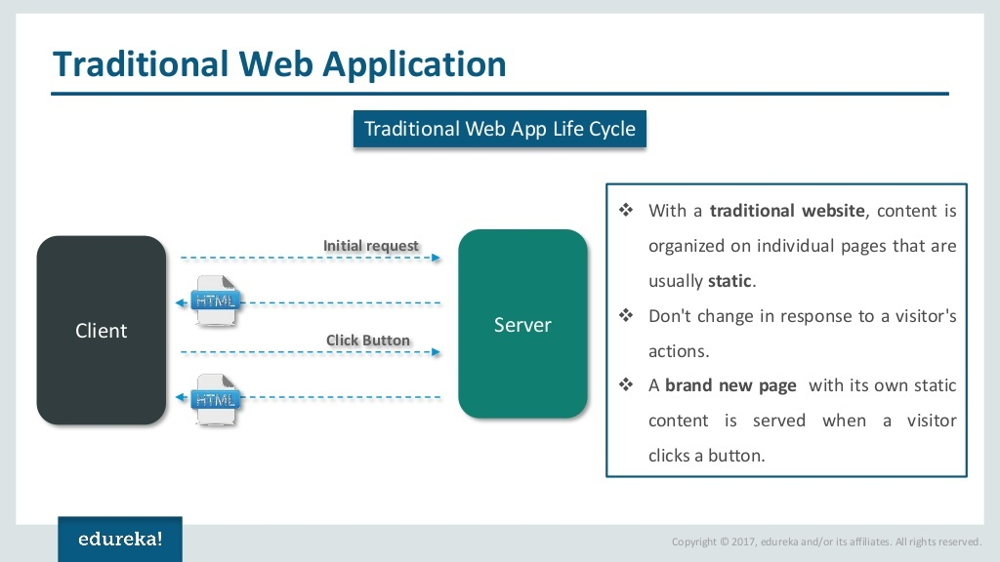 Traditional Web Application
Traditional Web App Life Cycle
Client
Initial request
HTML
Click Button
HTML
Server
❖ With a traditional website, content is
organized on individual pages that are
usually static.
❖ Don't change in response to a visitor's
actions.
❖ A brand new page with its own static
content is served when a visitor
clicks a button.
edureka!
Copyright © 2017, edureka and/or its affiliates. All rights reserved.